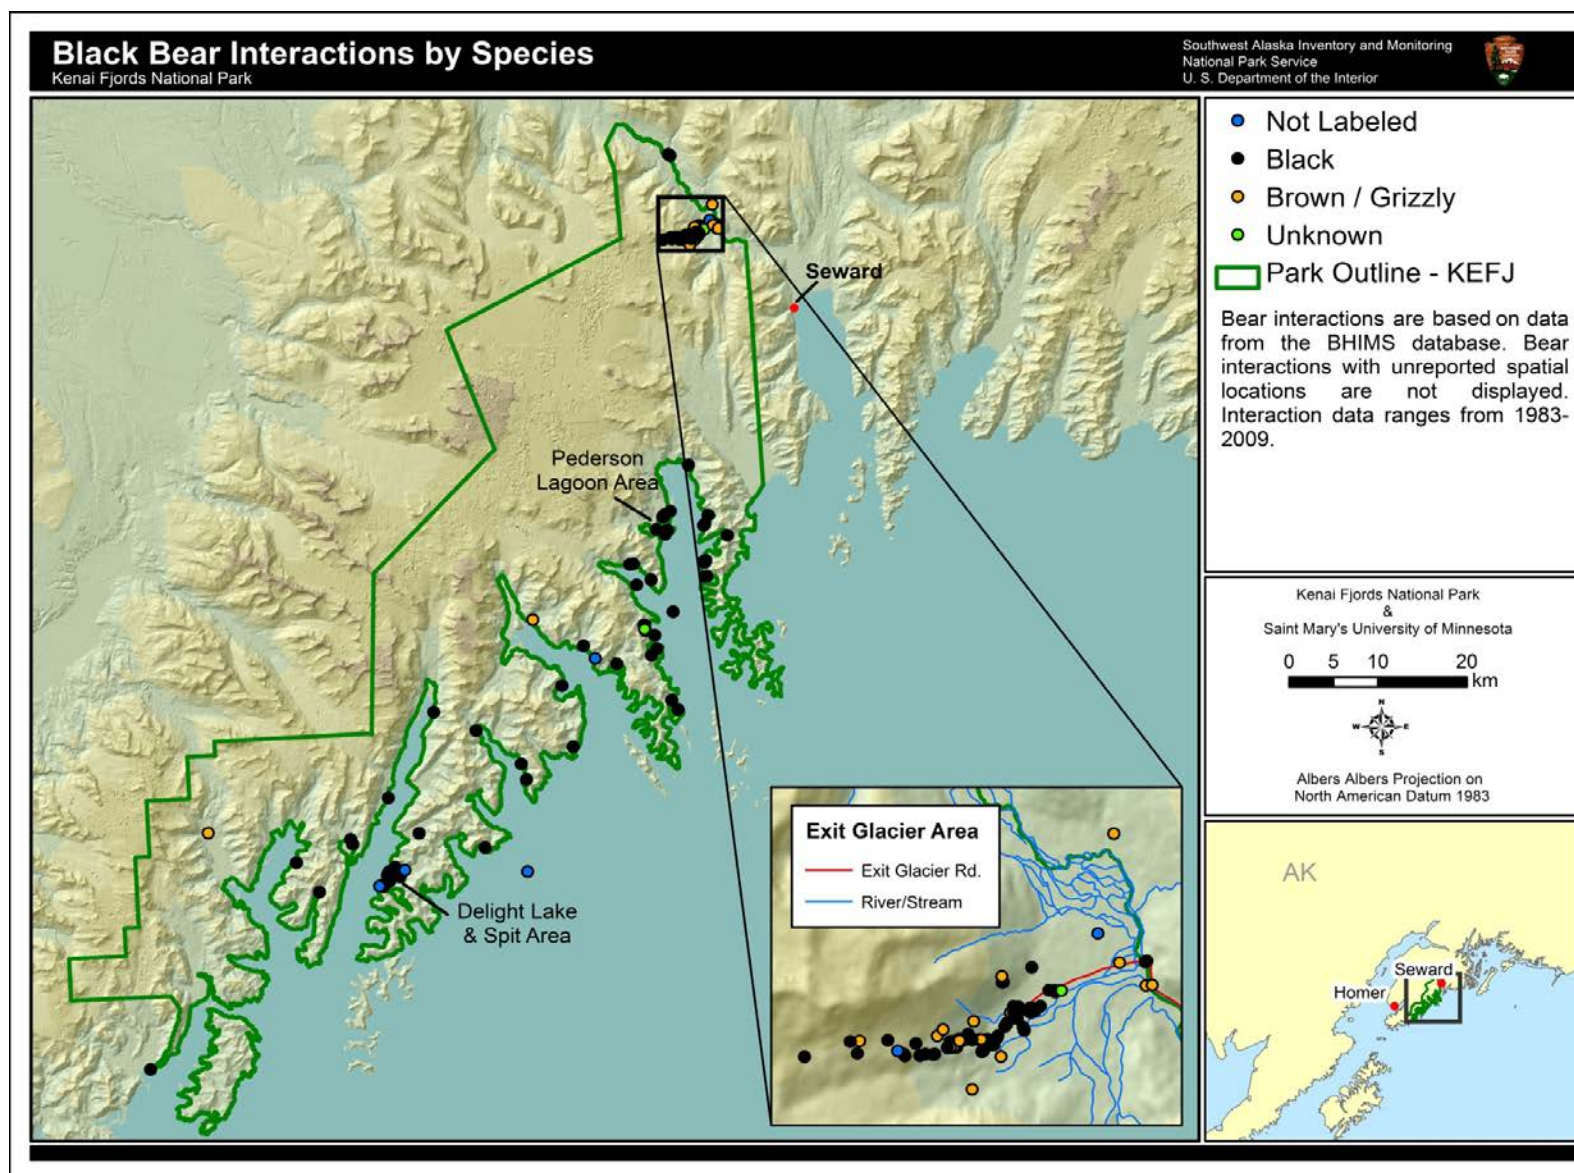 Black Bear Interactions by Species
Kenai Fjords National Park
Southwest Alaska Inventory and Monitoring
National Park Service
U. S. Department of the Interior
Not Labeled
Black
Brown / Grizzly
Unknown
Park Outline - KEFJ
Bear interactions are based on data
from the BHIMS database. Bear
interactions with unreported spatial
locations are not displayed.
Interaction data ranges from 1983-
2009.
Seward
Pederson
Lagoon Area
Delight Lake
& Spit Area
Exit Glacier Area
Exit Glacier Rd.
River/Stream
Kenai Fjords National Park
&
Saint Mary's University of Minnesota
0 5 10 20
km
N
W E
S
Albers Albers Projection on
North American Datum 1983
AK
Seward
Homer